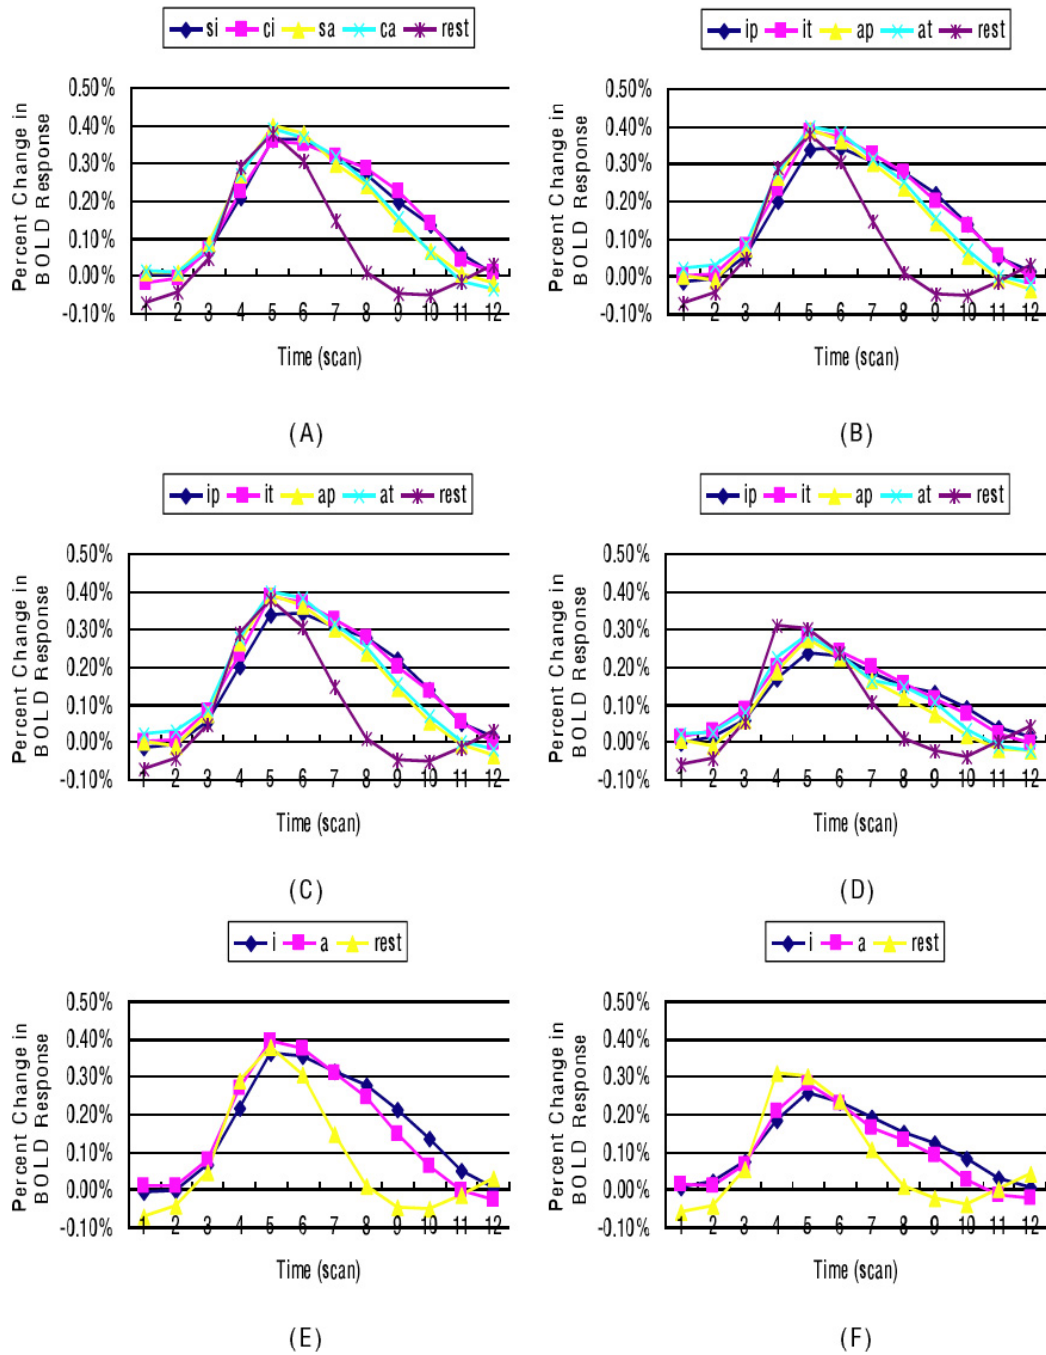 si ci sa ca rest
Percent Change in
BOLD Response
0.50%
0.40%
0.30%
0.20%
0.10%
0.00%
-0.10%
1 2 3 4 5 6 7 8 9 10 11 12
Time (scan)
(A)
ip it ap at rest
Percent Change in
BOLD Response
0.50%
0.40%
0.30%
0.20%
0.10%
0.00%
-0.10%
1 2 3 4 5 6 7 8 9 10 11 12
Time (scan)
(B)
ip it ap at rest
Percent Change in
BOLD Response
0.50%
0.40%
0.30%
0.20%
0.10%
0.00%
-0.10%
1 2 3 4 5 6 7 8 9 10 11 12
Time (scan)
(C)
ip it ap at rest
Percent Change in
BOLD Response
0.50%
0.40%
0.30%
0.20%
0.10%
0.00%
-0.10%
1 2 3 4 5 6 7 8 9 10 11 12
Time (scan)
(D)
i a rest
Percent Change in
BOLD Response
0.50%
0.40%
0.30%
0.20%
0.10%
0.00%
-0.10%
1 2 3 4 5 6 7 8 9 10 11 12
Time (scan)
(E)
i a rest
Percent Change in
BOLD Response
0.50%
0.40%
0.30%
0.20%
0.10%
0.00%
-0.10%
1 2 3 4 5 6 7 8 9 10 11 12
Time (scan)
(F)